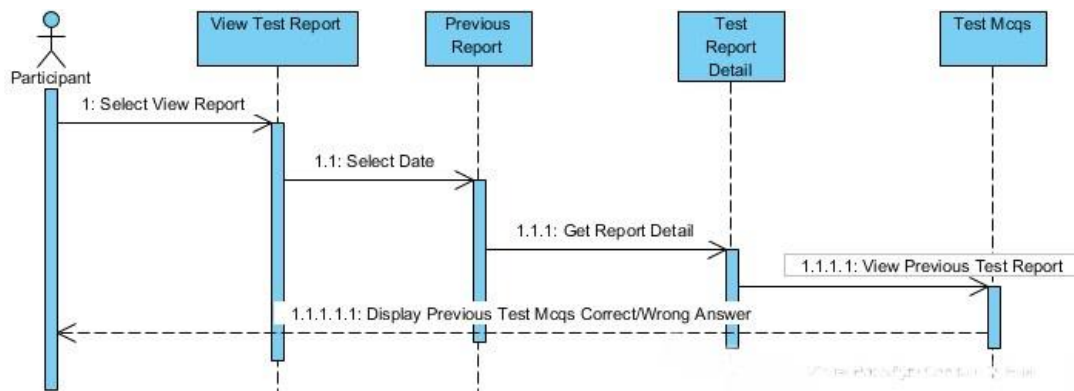 View Test Report
Previous
Report
Test
Report
Detail
Test Mcqs
Participant
1: Select View Report
1.1: Select Date
1.1.1: Get Report Detail
1.1.1.1: View Previous Test Report
1.1.1.1.1: Display Previous Test Mcqs Correct/Wrong Answer